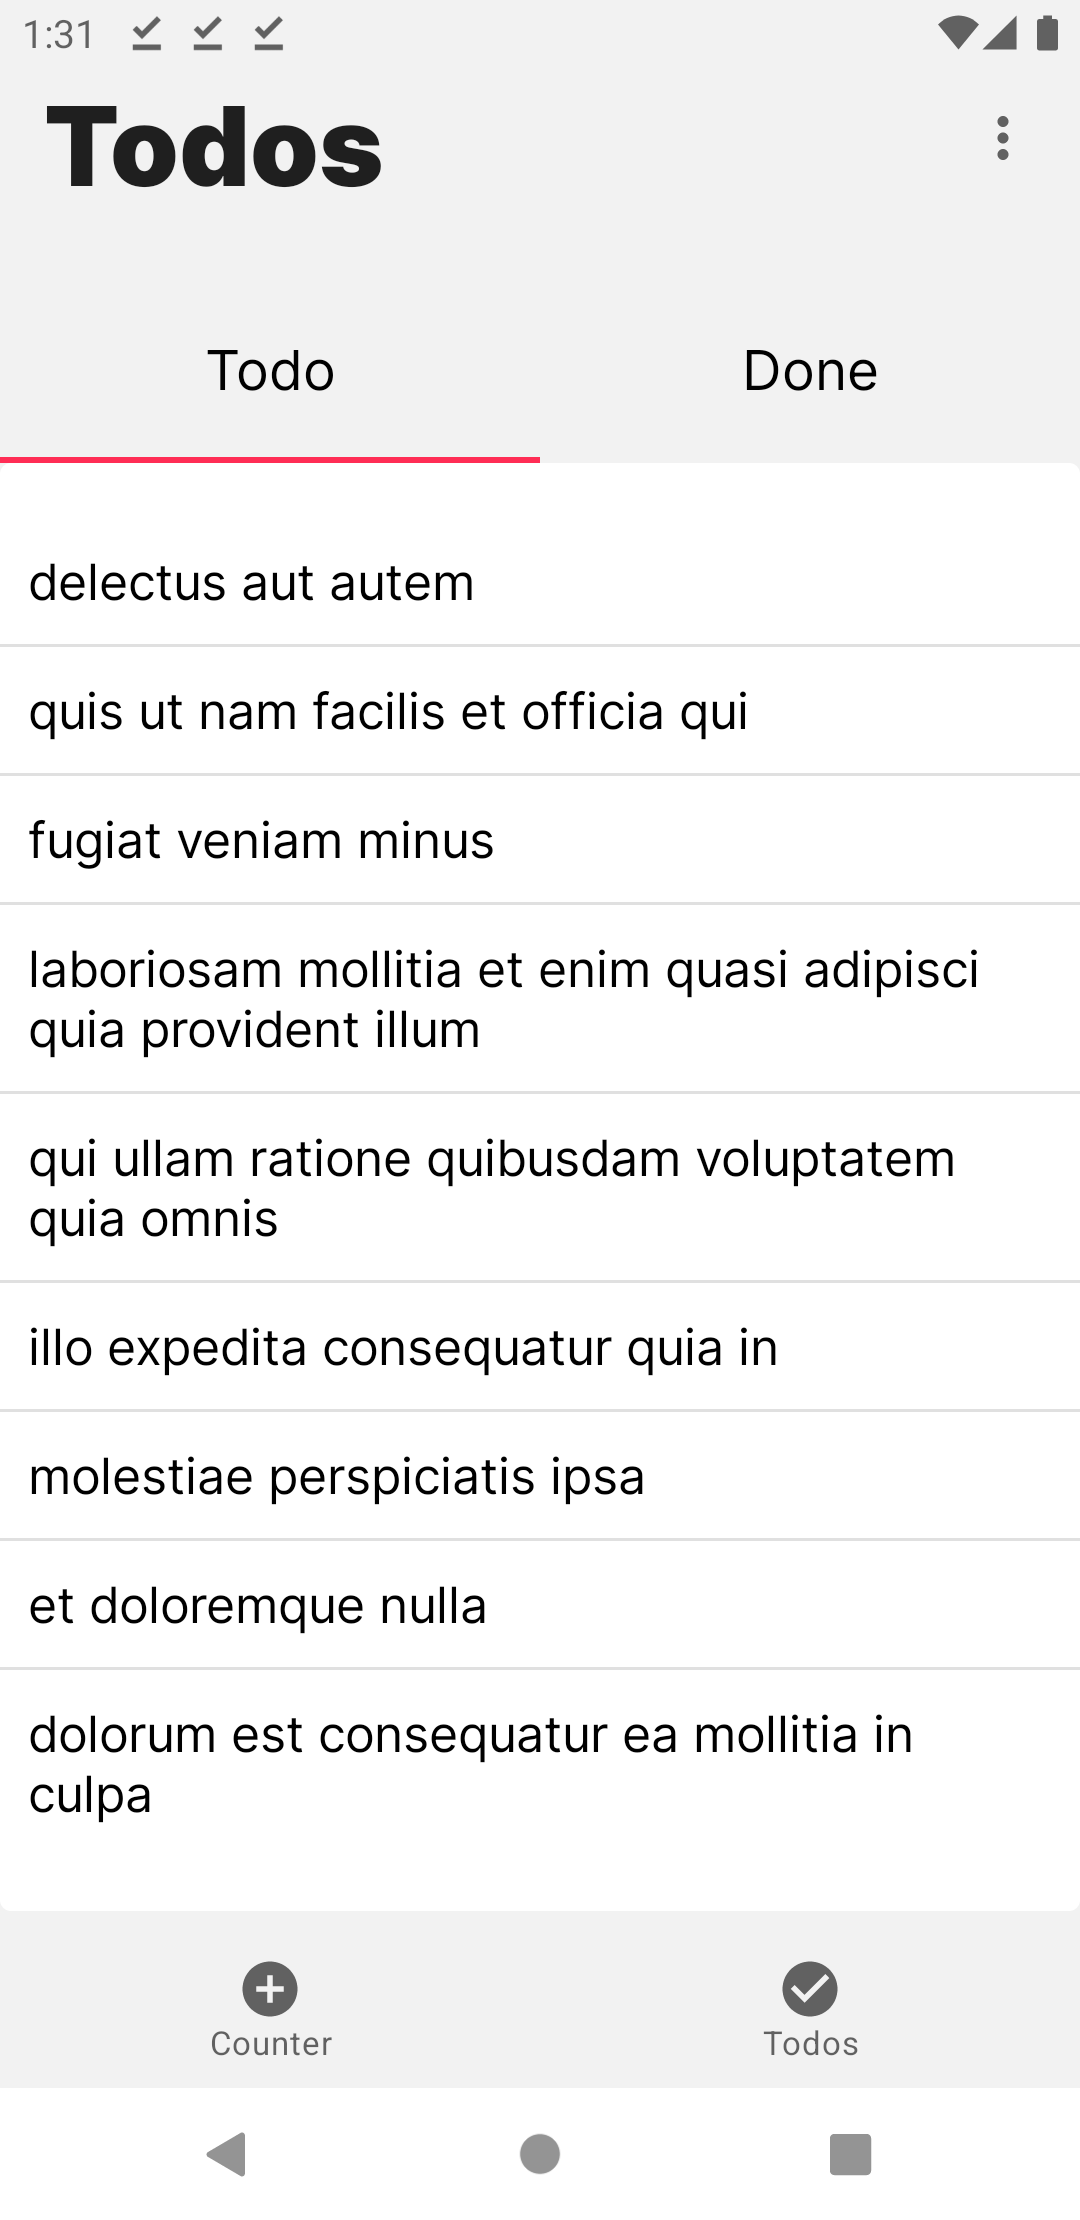 1:31
Todos
Todo
Done
delectus aut autem
quis ut nam facilis et officia qui
fugiat veniam minus
laboriosam mollitia et enim quasi adipisci
quia provident illum
qui ullam ratione quibusdam voluptatem
quia omnis
illo expedita consequatur quia in
molestiae perspiciatis ipsa
et doloremque nulla
dolorum est consequatur ea mollitia in
culpa
Counter
Todos